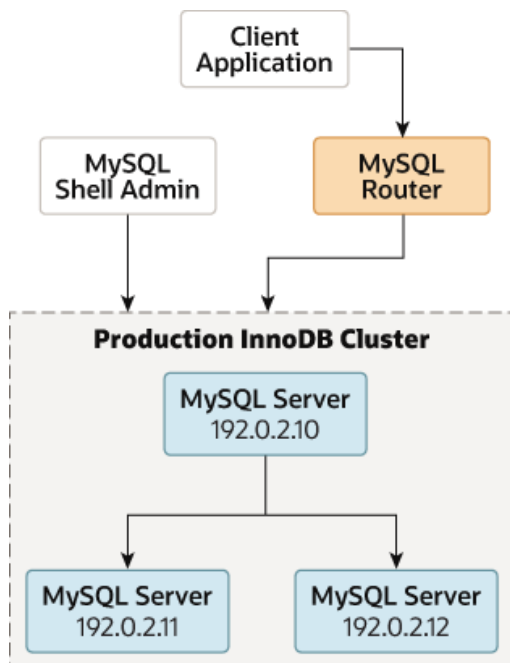 Client
Application
MySQL
Shell Admin
MySQL
Router
Production InnoDB Cluster
MySQL Server
192.0.2.10
MySQL Server
192.0.2.11
MySQL Server
192.0.2.12